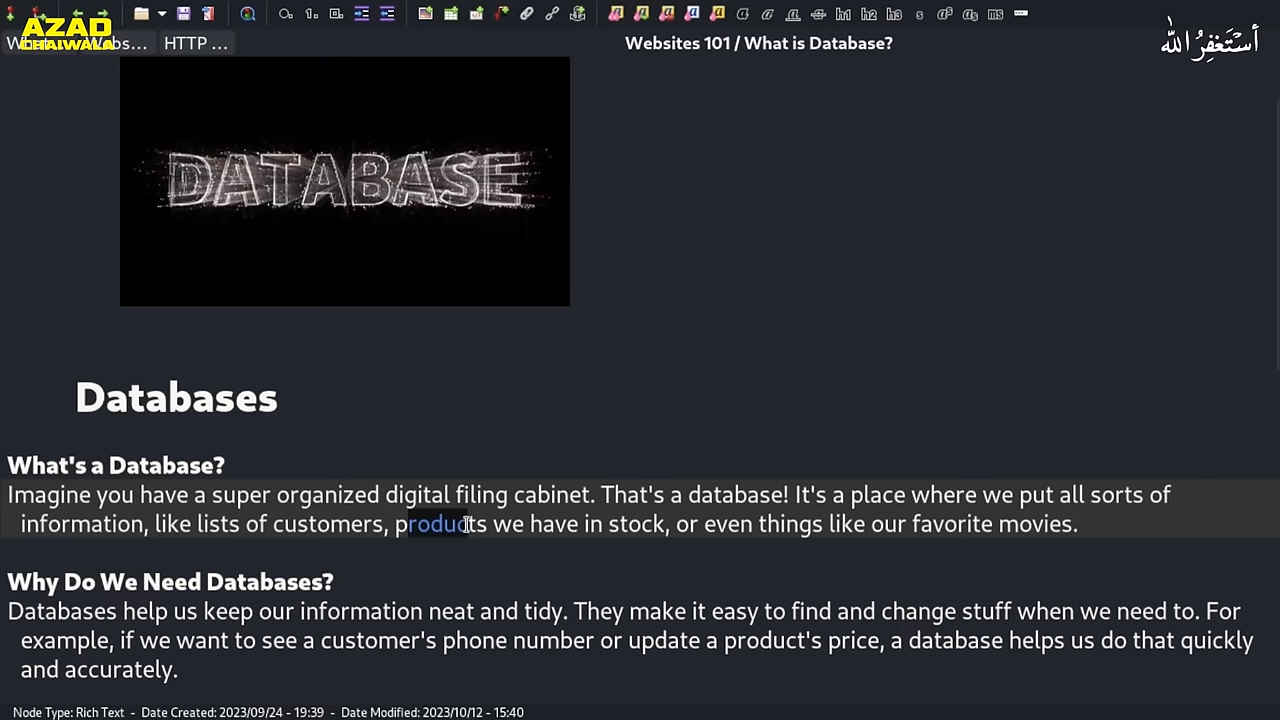 AZAD
CHAIWALA
HTTP ...
Websites 101 / What is Database?
أستغفر الله
DATABASE
Databases
What's a Database?
Imagine you have a super organized digital filing cabinet. That's a database! It's a place where we put all sorts of
information, like lists of customers, products we have in stock, or even things like our favorite movies.
Why Do We Need Databases?
Databases help us keep our information neat and tidy. They make it easy to find and change stuff when we need to. For
example, if we want to see a customer's phone number or update a product's price, a database helps us do that quickly
and accurately.
Node Type: Rich Text - Date Created: 2023/09/24 - 19:39 - Date Modified: 2023/10/12 - 15:40